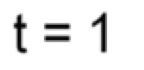 t = 1